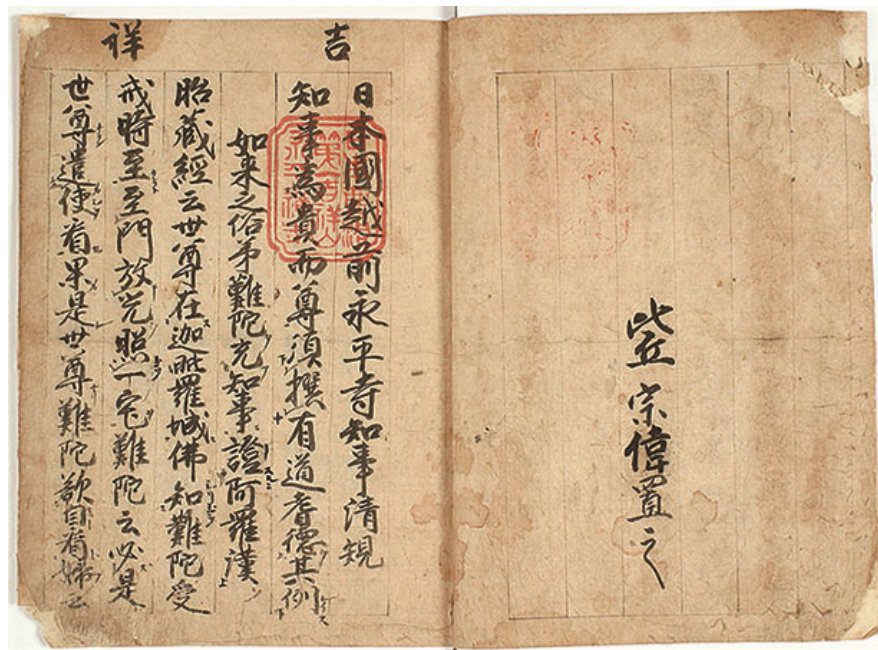 比丘 宗偉置之
吉祥
日本國越前永平寺知事清規
知事為貴而尊須撰有道耆德其例
如来之俗弟難陀充知事證阿羅漢
胎藏經云世尊在迦毗羅城佛知難陀受
戒時至至門放光照一宅難陀云必是
世尊遣使看果是世尊難陀欲自看婦云